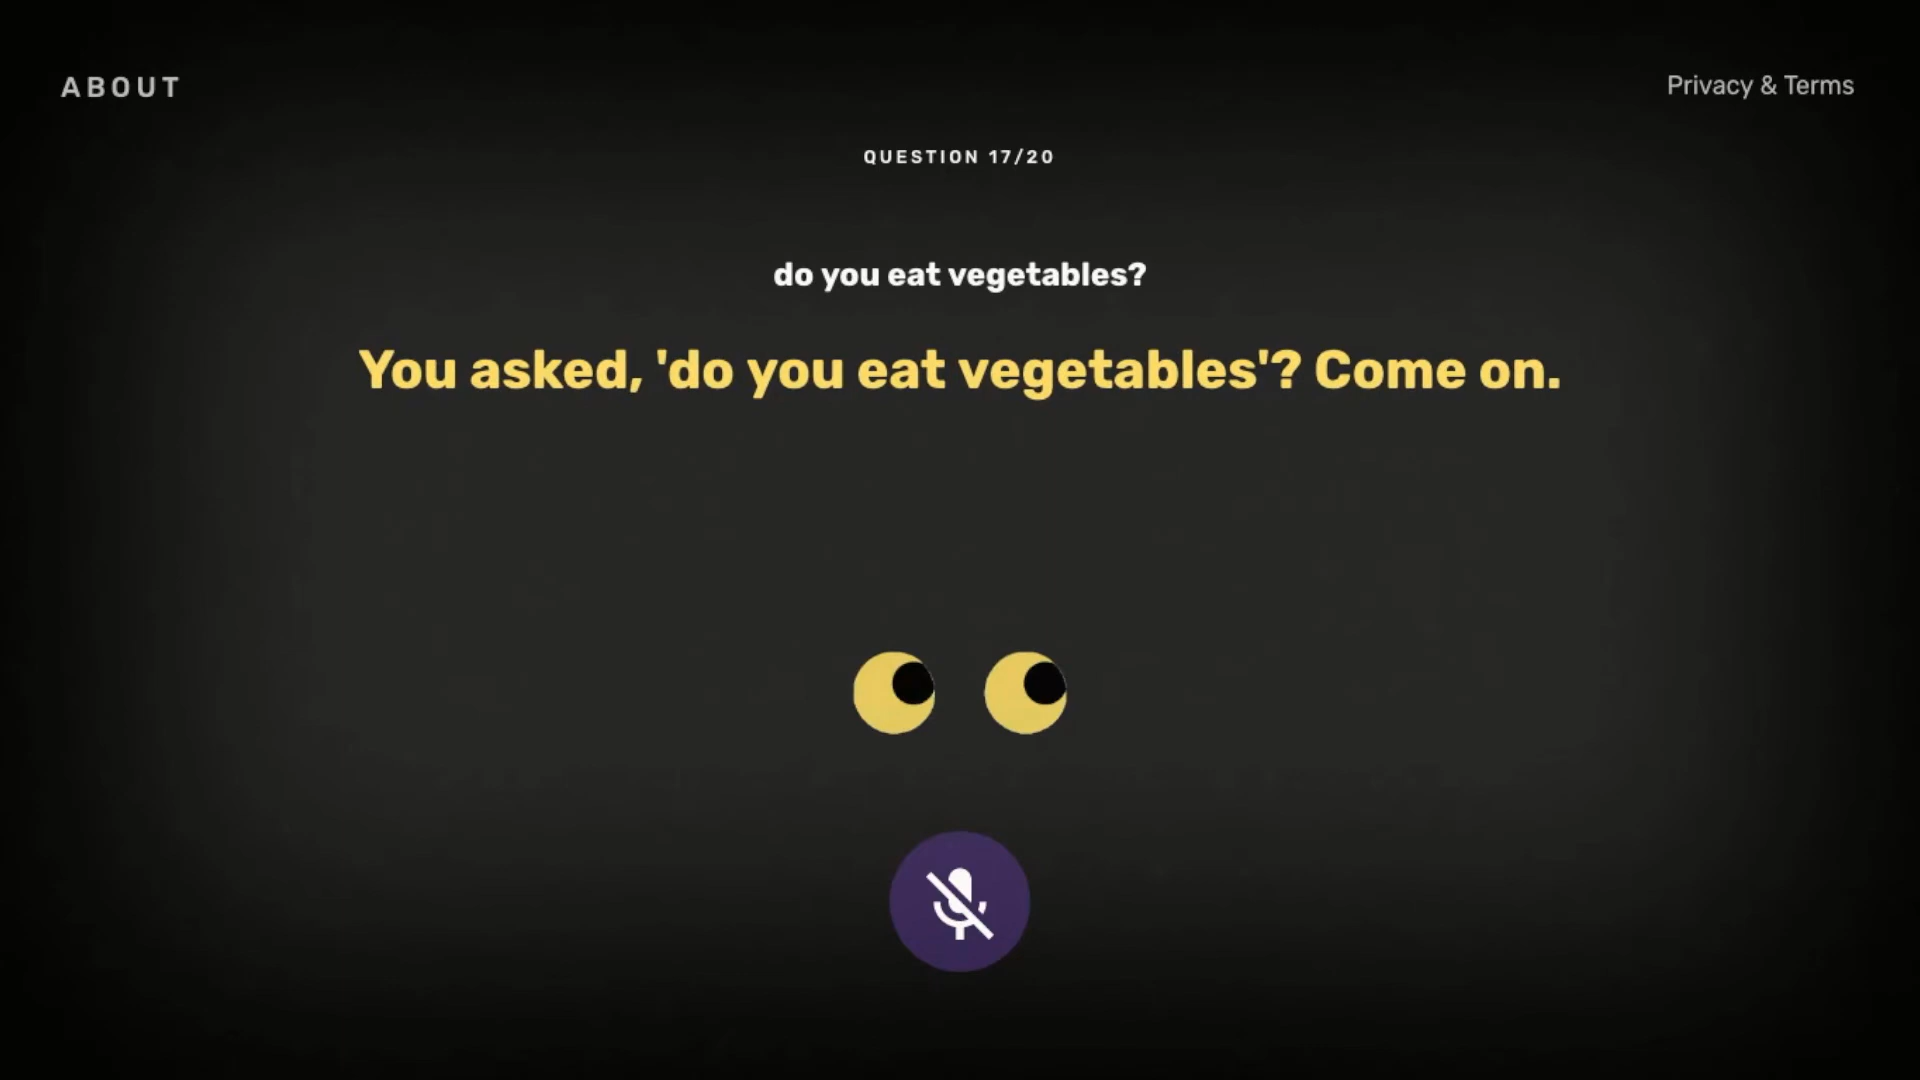 ABOUT
Privacy & Terms
QUESTION 17/20
do you eat vegetables?
You asked, 'do you eat vegetables'? Come on.